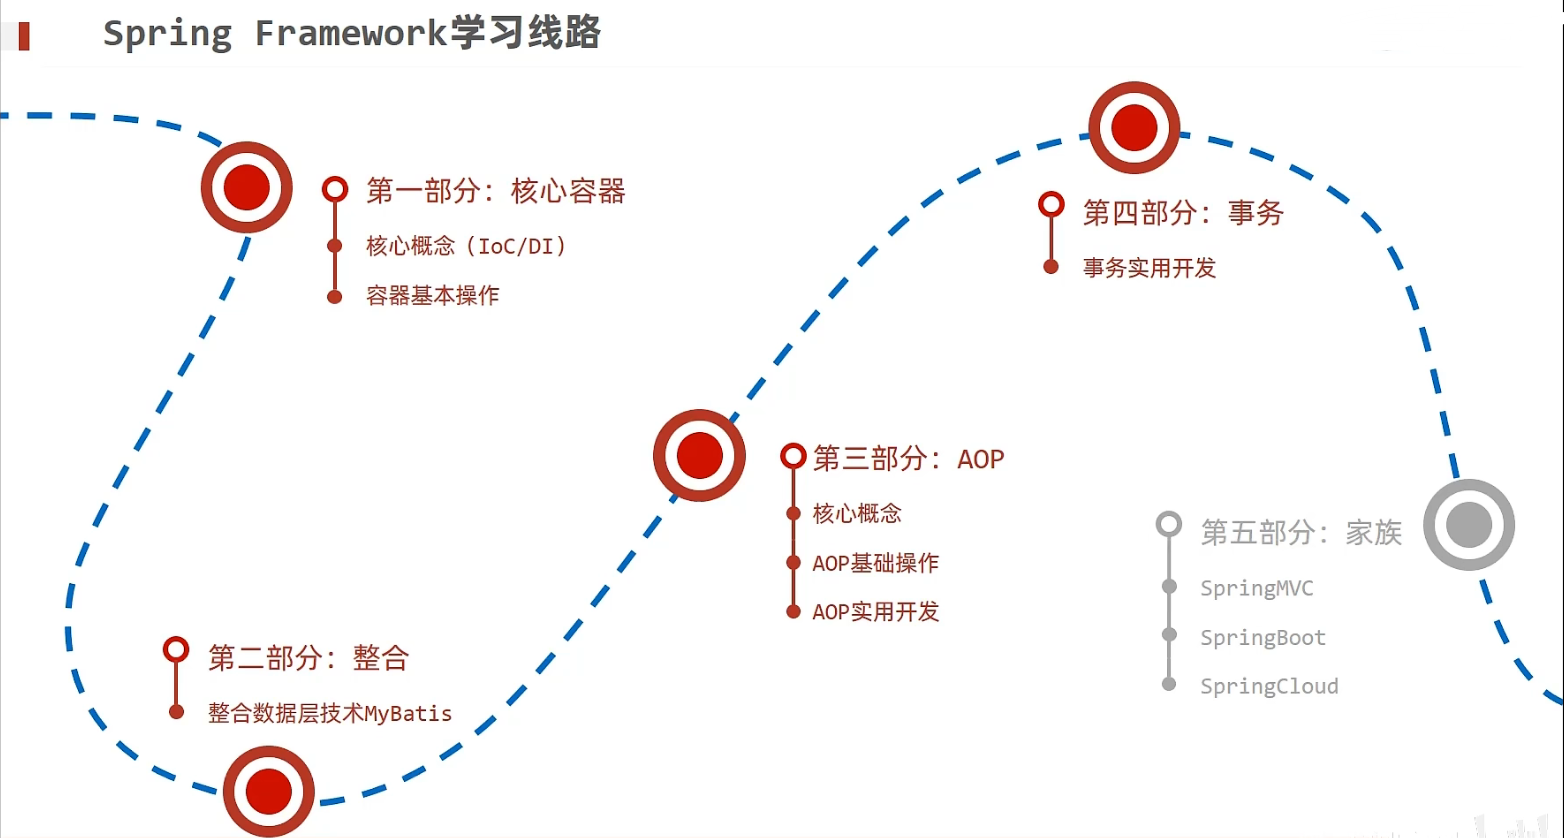 Spring Framework学习线路
第一部分：核心容器
核心概念（IoC/DI）
容器基本操作
第二部分：整合
整合数据层技术MyBatis
第三部分：AOP
核心概念
AOP基础操作
AOP实用开发
第四部分：事务
事务实用开发
第五部分：家族
SpringMVC
SpringBoot
SpringCloud